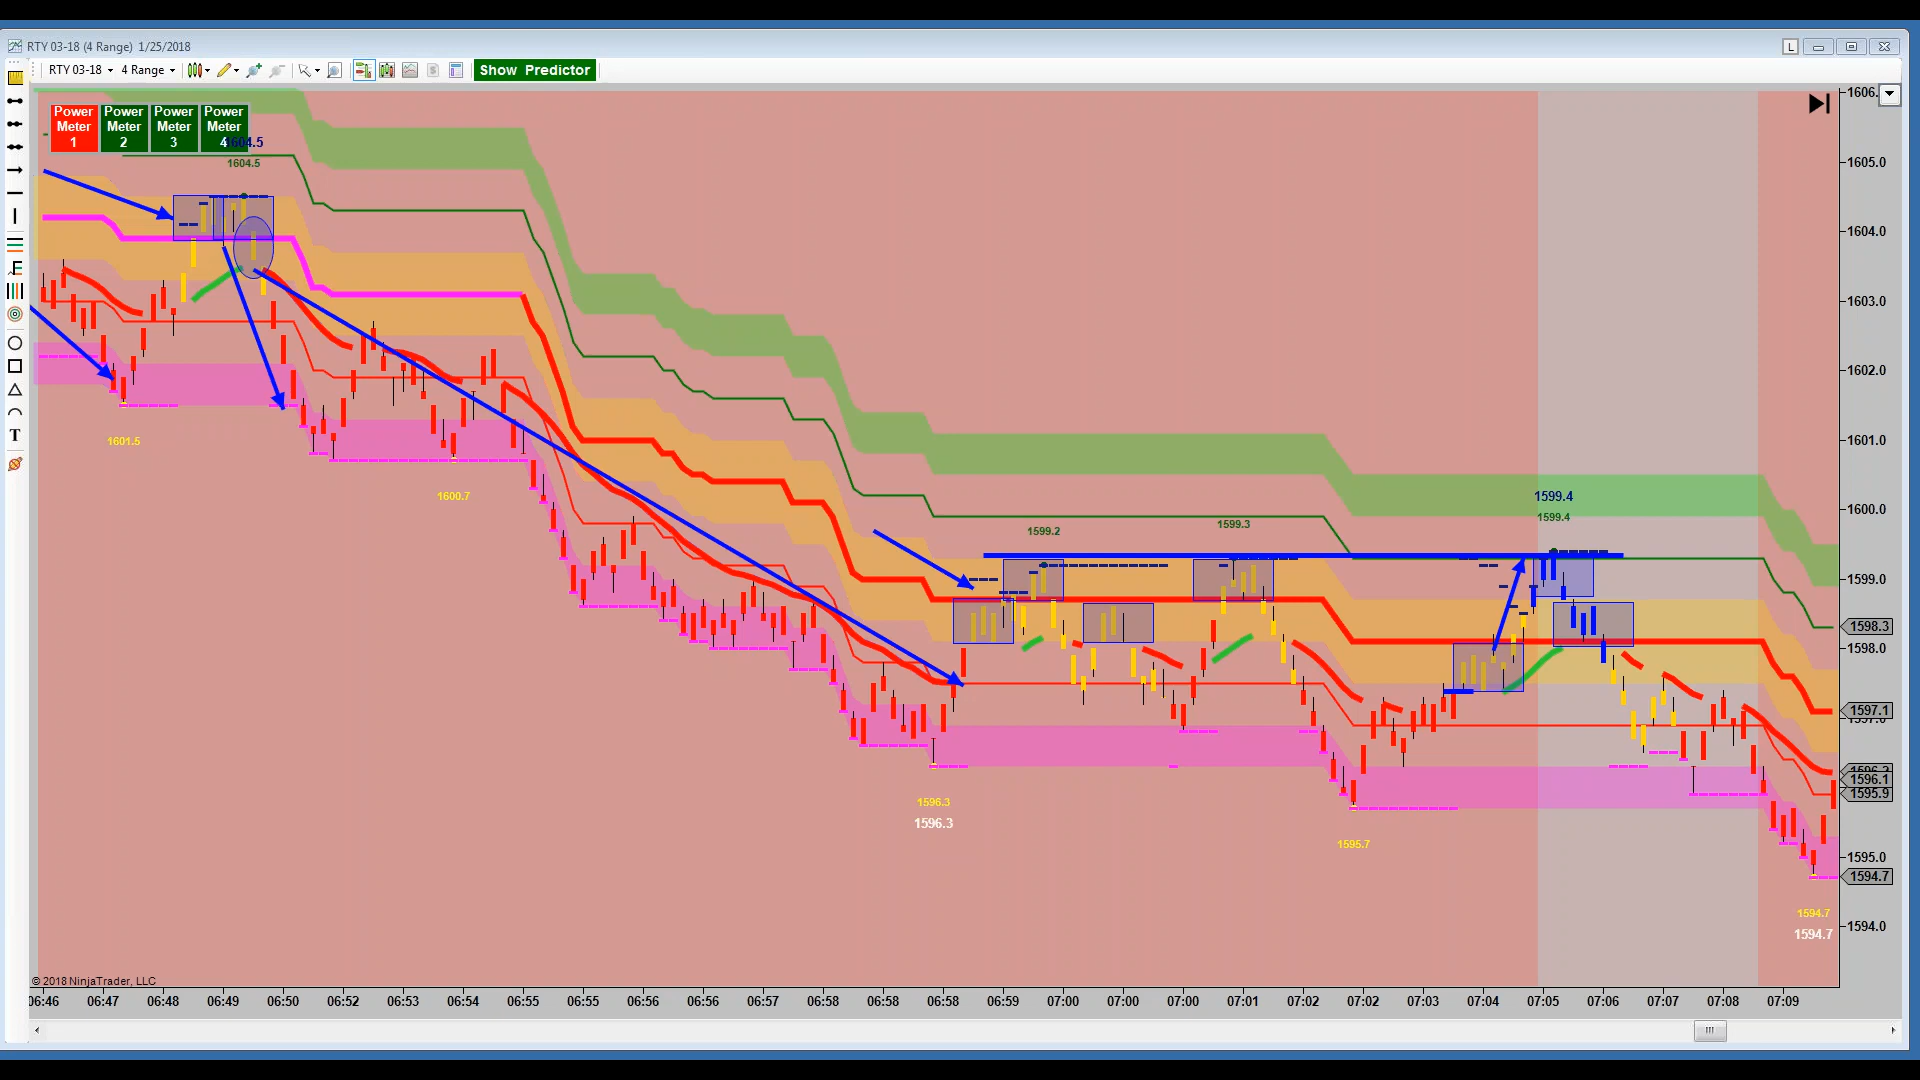 RTY 03-18 (4 Range) 1/25/2018
L
RTY 03-18 4 Range $ Show Predictor
Power Meter 1
Power Meter 2
Power Meter 3
Power Meter 4
1604.5
1604.5
1601.5
1600.7
1596.3
1596.3
1599.2
1599.3
1595.7
1599.4
1599.4
1594.7
1594.7
1606.
1605.0
1604.0
1603.0
1602.0
1601.0
1600.0
1599.0
1598.3
1598.0
1597.1
1596.1
1595.9
1595.0
1594.7
1594.0
T
© 2018 NinjaTrader, LLC
06:46 06:47 06:48 06:49 06:50 06:52 06:53 06:54 06:55 06:55 06:56 06:56 06:57 06:58 06:58 06:58 06:59 07:00 07:00 07:00 07:01 07:02 07:02 07:03 07:04 07:05 07:06 07:07 07:08 07:09